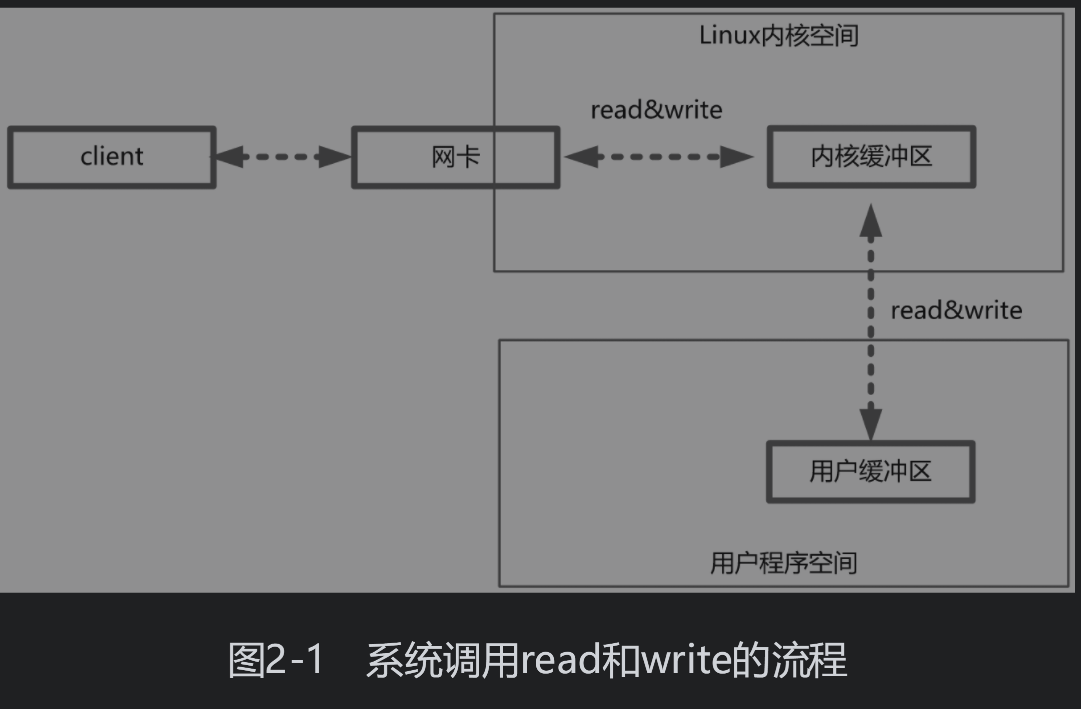 Linux内核空间
read&write
client
网卡
内核缓冲区
read&write
用户缓冲区
用户程序空间
图2-1 系统调用read和write的流程